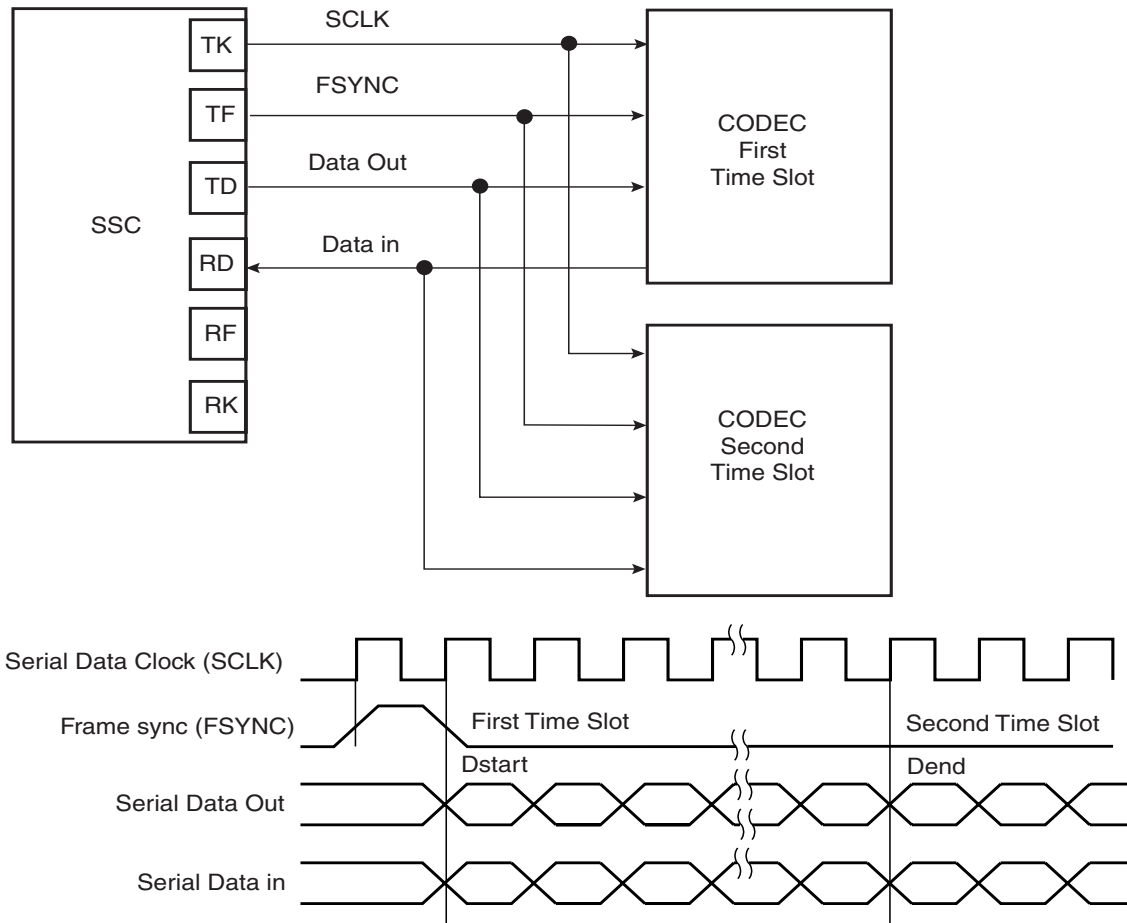 SCLK
TK
FSYNC
TF
CODEC
First
Time Slot
Data Out
TD
SSC
Data in
RD
RF
RK
CODEC
Second
Time Slot
Serial Data Clock (SCLK)
Frame sync (FSYNC)
First Time Slot
Second Time Slot
Dstart
Dend
Serial Data Out
Serial Data in